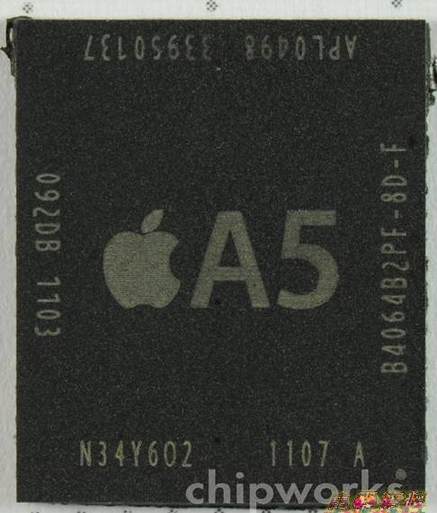 APL0498 33950137
092DB 1103
A5
B4064B2PF-8D-F
N34Y602 1107 A
chipworks